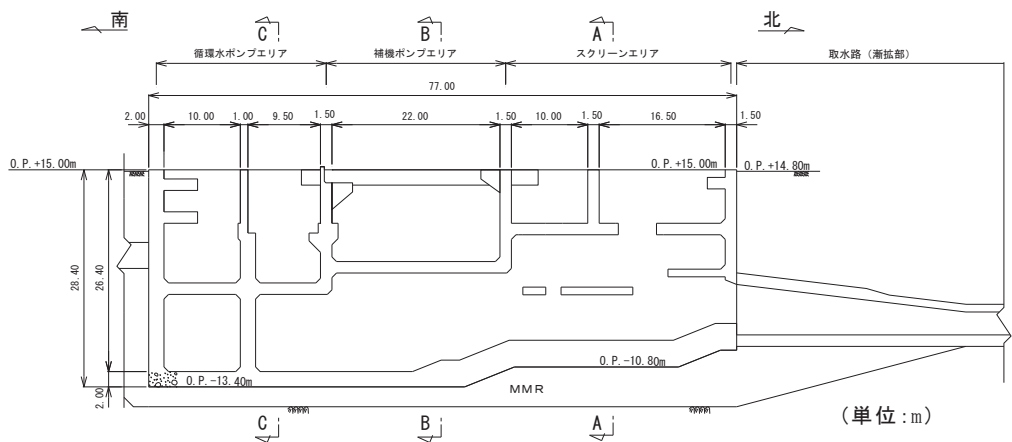 南
C
B
A
北
循環水ポンプエリア
補機ポンプエリア
スクリーンエリア
取水路（漸拡部）
77.00
2.00
10.00
1.00
9.50
1.50
22.00
1.50
10.00
1.50
16.50
1.50
O.P.+15.00m
O.P.+15.00m
O.P.+14.80m
28.40
26.40
2.00
O.P.-13.40m
O.P.-10.80m
MMR
C
B
A
（単位:m）